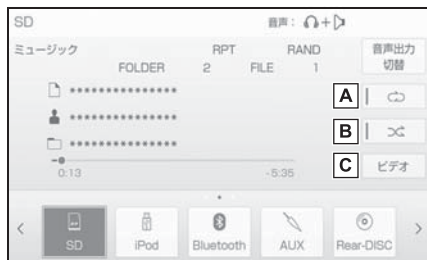 SD
音声：
ミュージック
RPT RAND
音声出力
切替
FOLDER 2 FILE 1
A
B
C
ビデオ
0:13 -5:35
SD
iPod
Bluetooth
AUX
Rear-DISC